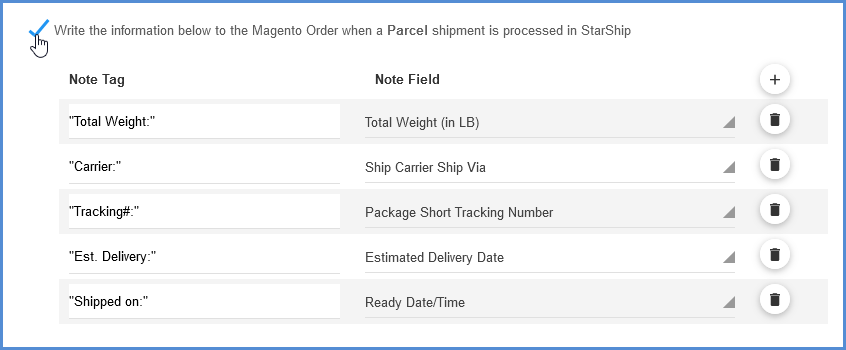 Write the information below to the Magento Order when a Parcel shipment is processed in StarShip
Note Tag Note Field
"Total Weight:" Total Weight (in LB)
"Carrier:" Ship Carrier Ship Via
"Tracking#:" Package Short Tracking Number
"Est. Delivery:" Estimated Delivery Date
"Shipped on:" Ready Date/Time